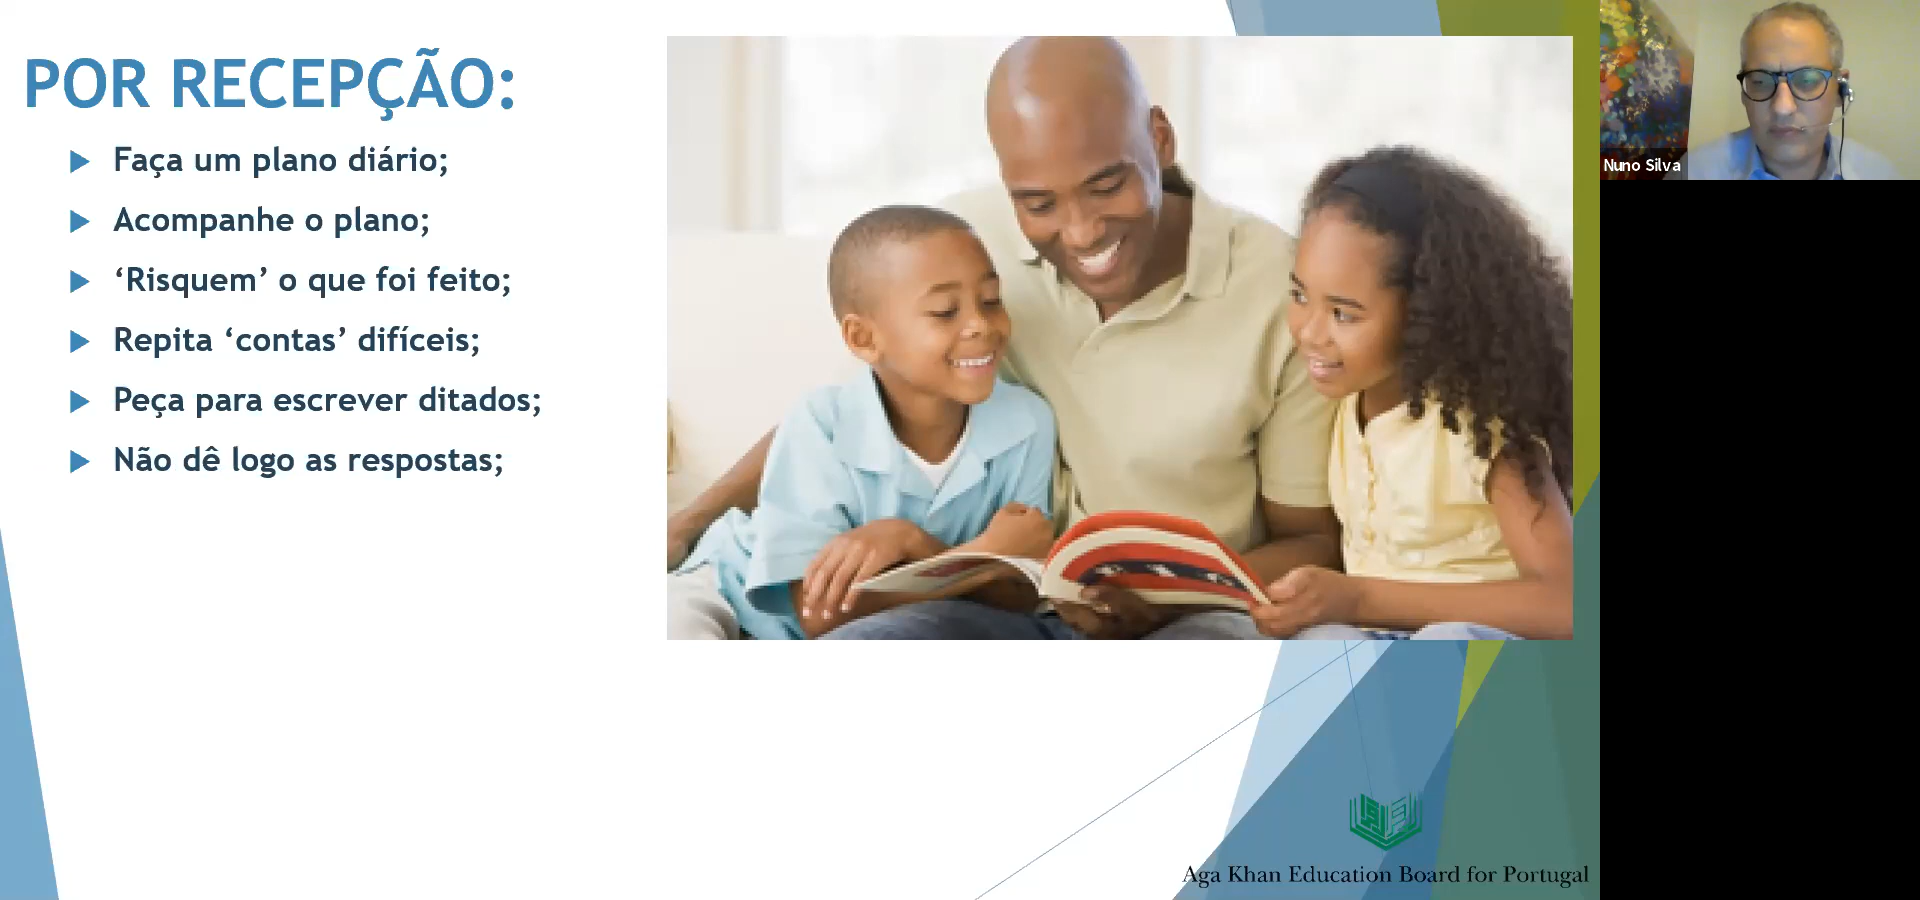 POR RECEPÇÃO:
Faça um plano diário;
Acompanhe o plano;
‘Risquem’ o que foi feito;
Repita ‘contas’ difíceis;
Peça para escrever ditados;
Não dê logo as respostas;
Nuno Silva
Aga Khan Education Board for Portugal